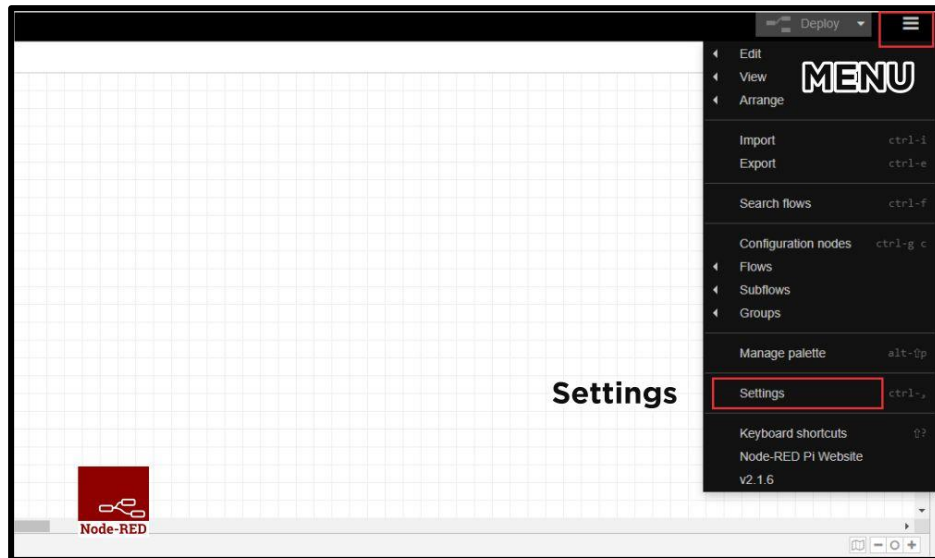 Deploy
Edit
View
MENU
Arrange
Import ctrl-i
Export ctrl-e
Search flows ctrl-f
Configuration nodes ctrl-g c
Flows
Subflows
Groups
Manage palette alt-⇧p
Settings
Settings ctrl-,
Keyboard shortcuts ⇧?
Node-RED Pi Website
v2.1.6
Node-RED